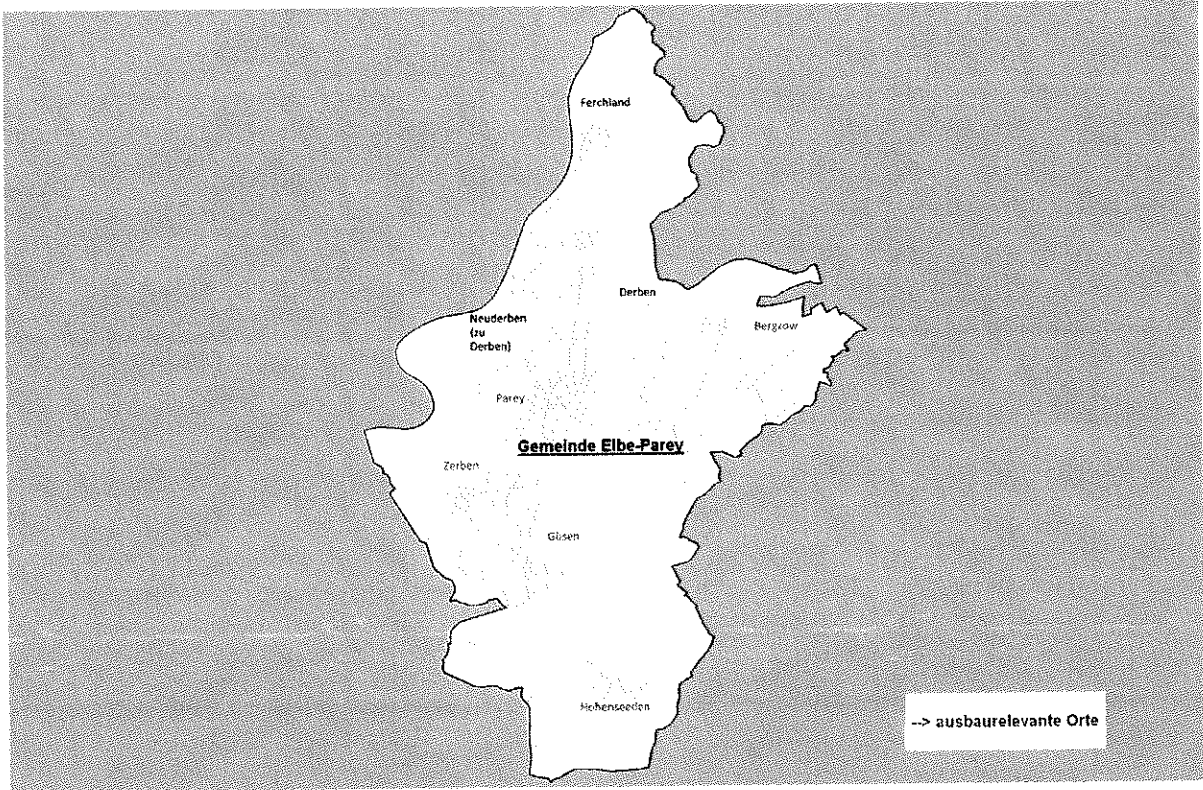 Ferchland
Derben
Neuderben
(zu
Derben)
Bergzow
Parey
Gemeinde Elbe-Parey
Zerben
Güsen
Hohenseeden
--> ausbaurelevante Orte